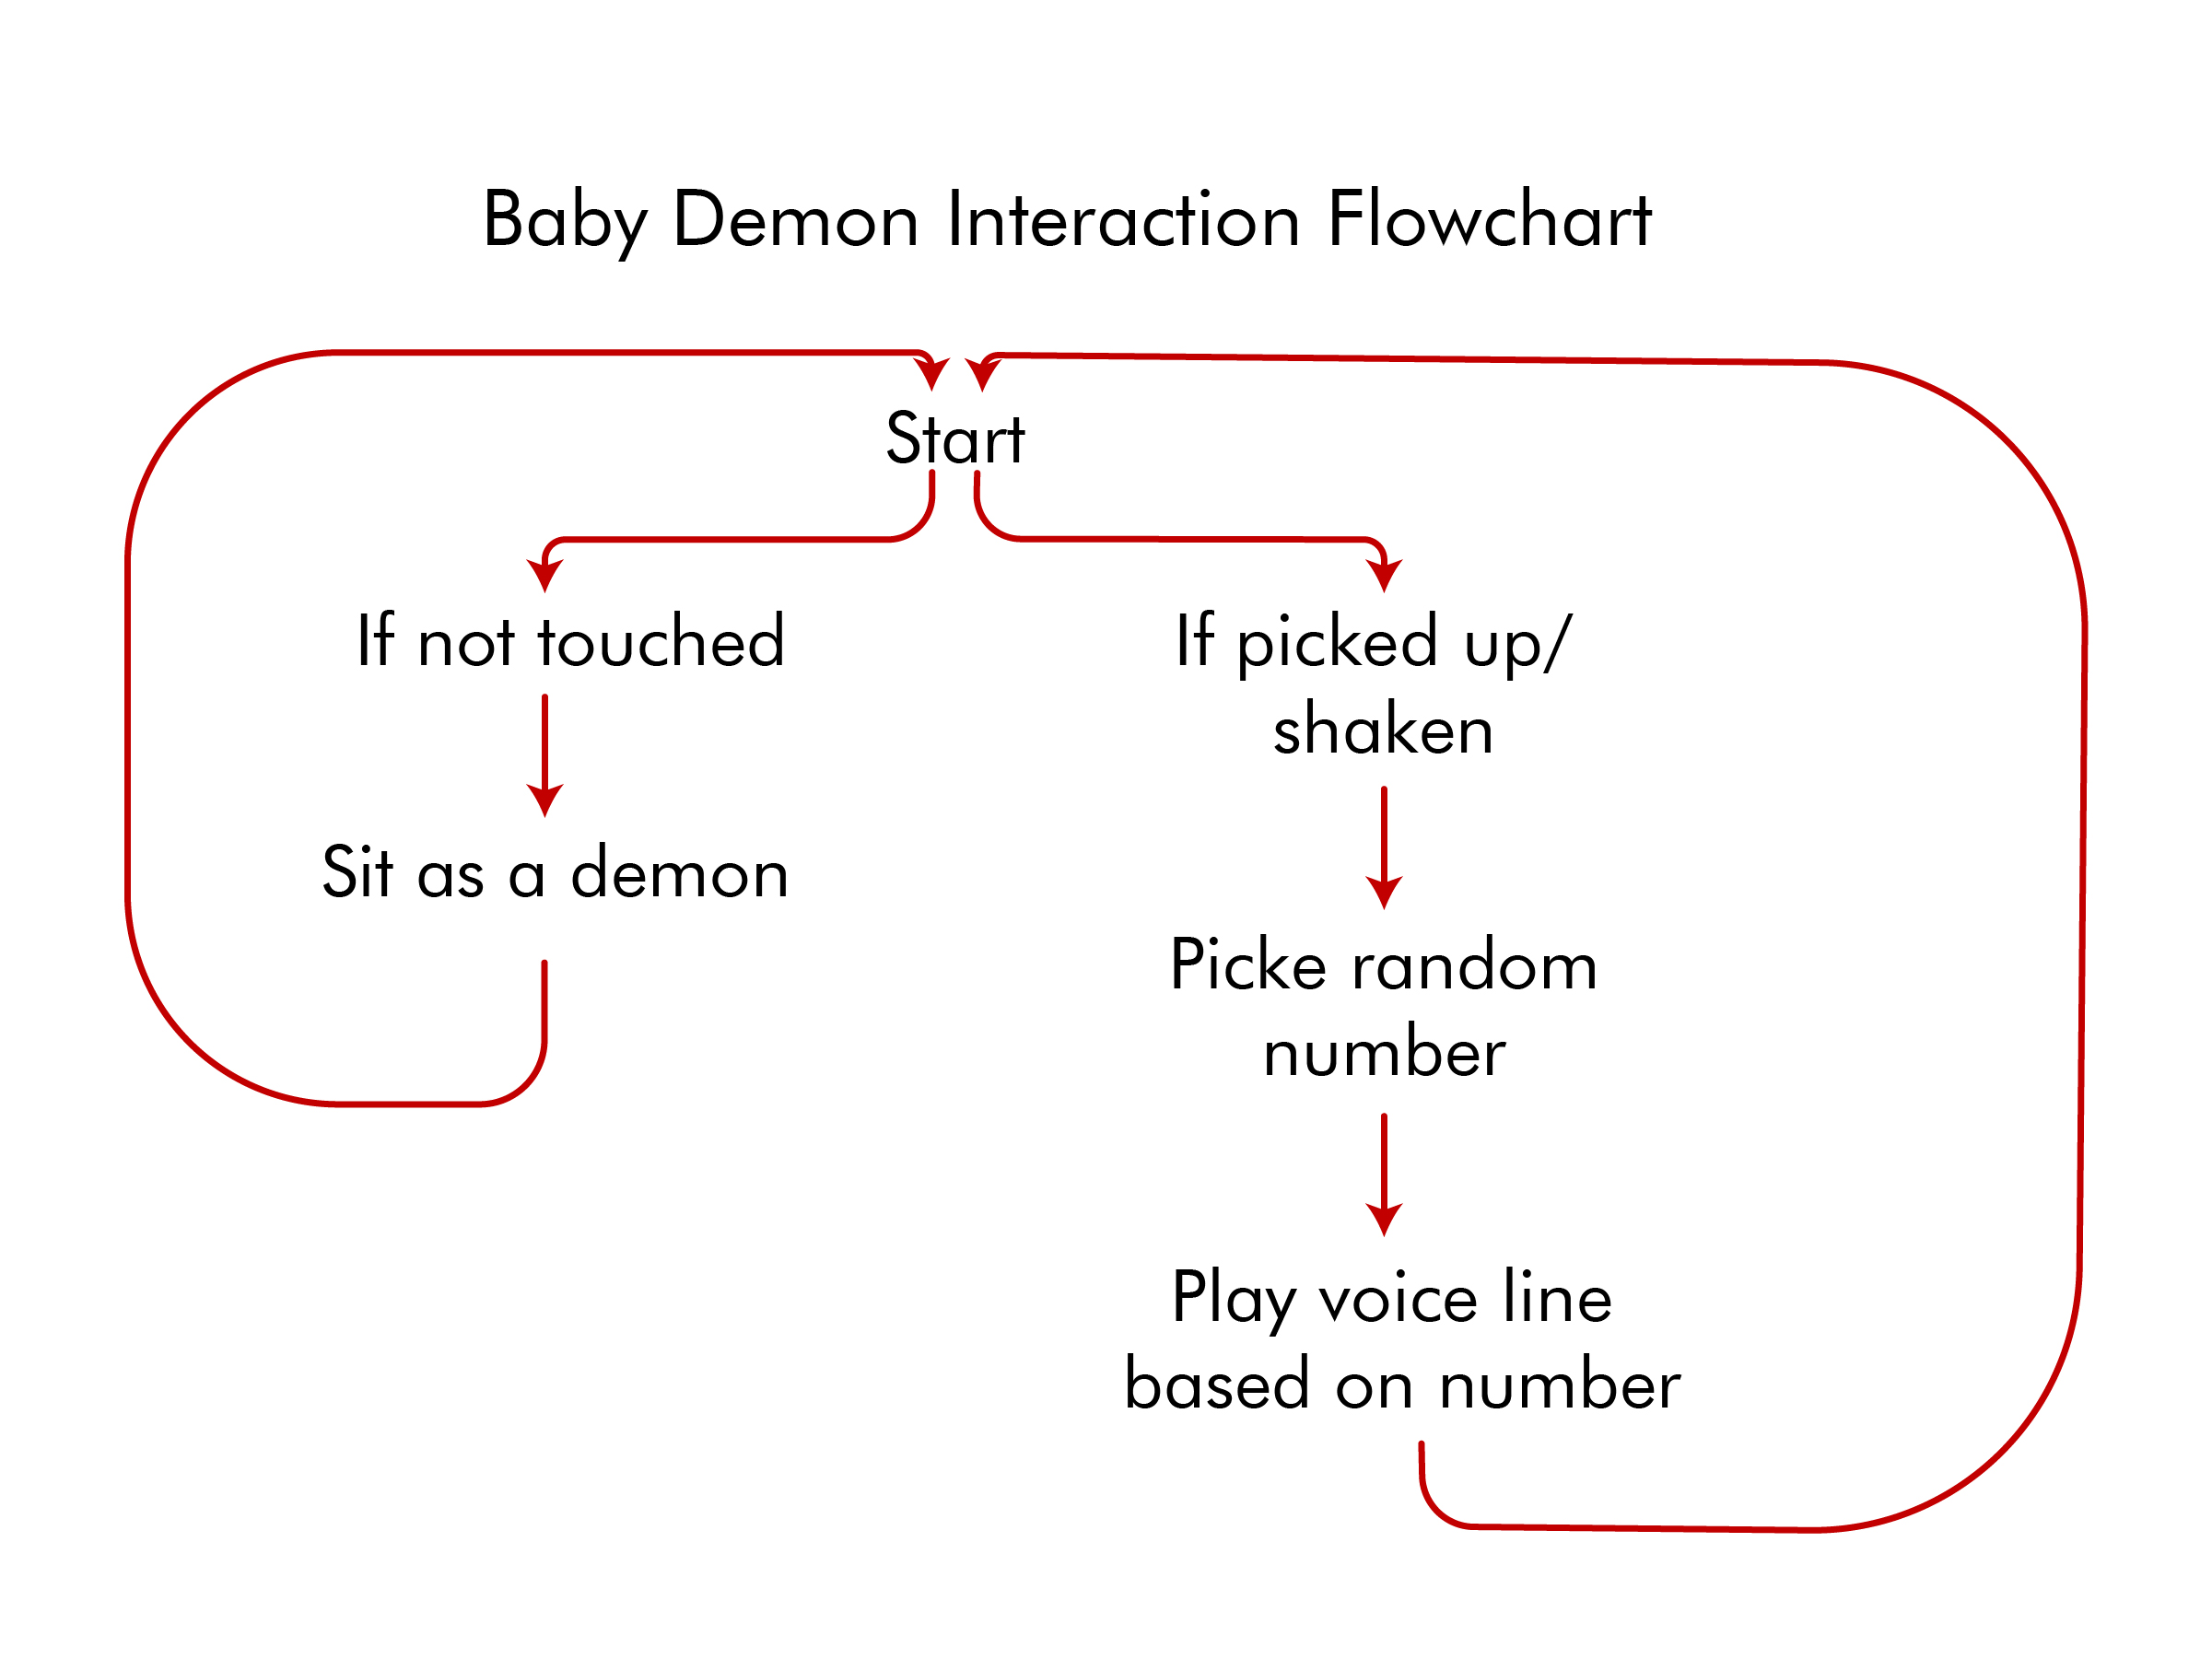 Baby Demon Interaction Flowchart
Start
If not touched
Sit as a demon
If picked up/
shaken
Picke random
number
Play voice line
based on number